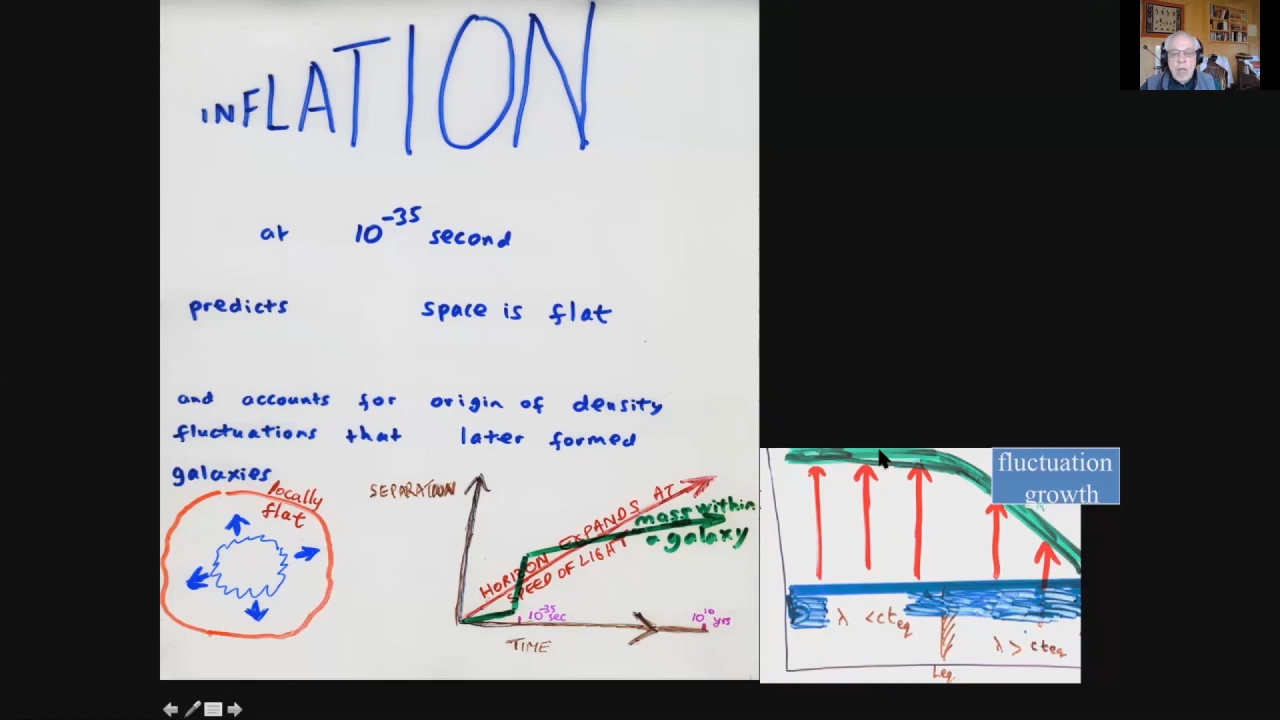 INFLATION
at 10^-35 second
predicts space is flat
and accounts for origin of density
fluctuations that later formed
galaxies
locally
flat
SEPARATION
HORIZON EXPANDS AT
SPEED OF LIGHT
mass within
a galaxy
10^-35 sec
10^10 yrs
TIME
fluctuation
growth
λ < ct_eq
λ > ct_eq
L_eq